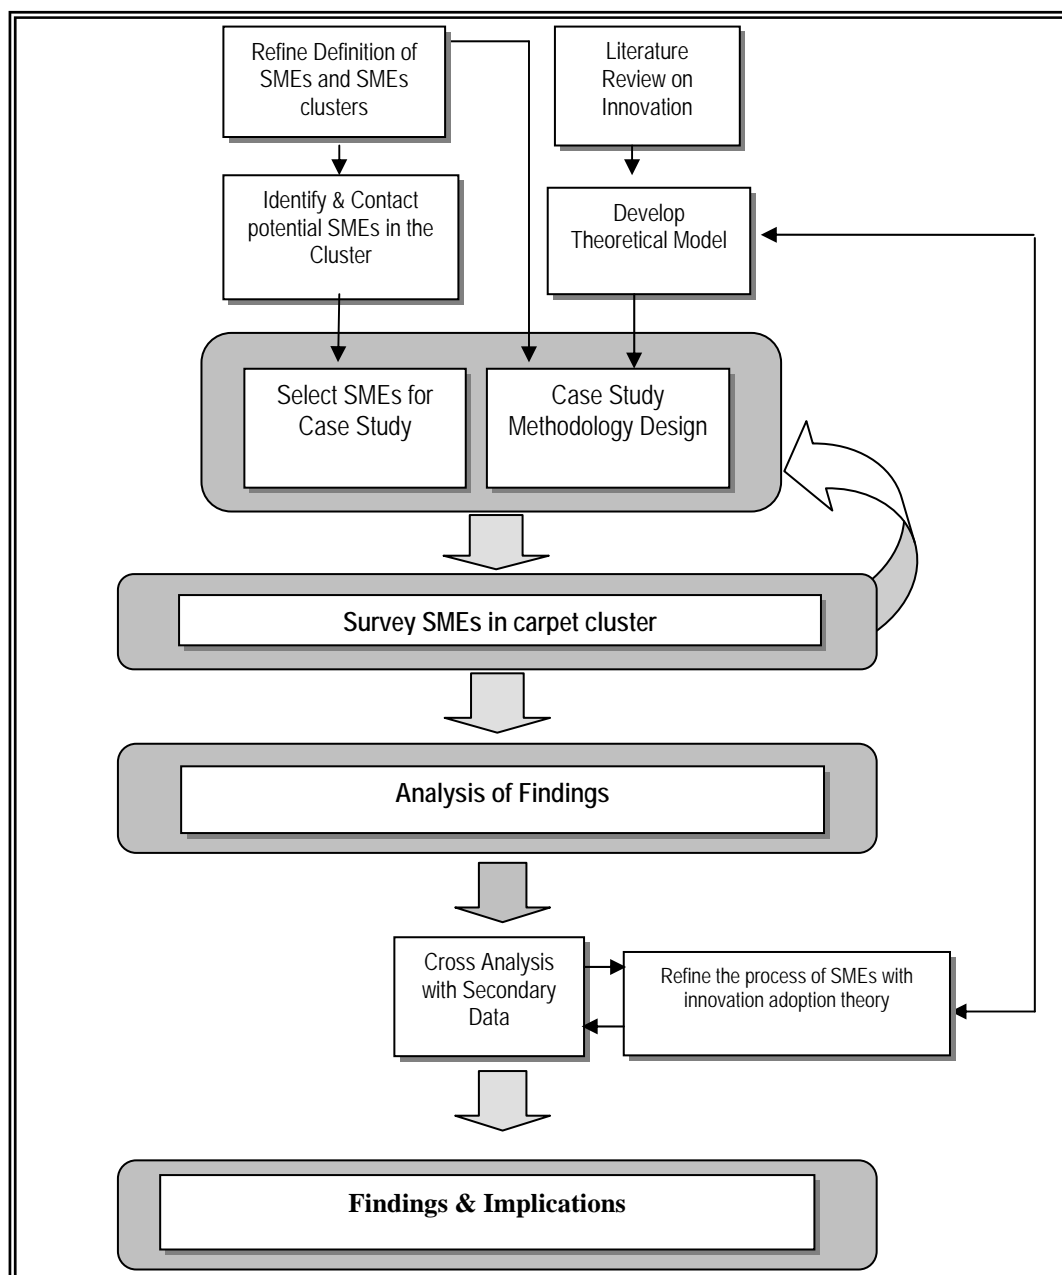 Refine Definition of
SMEs and SMEs
clusters
Literature
Review on
Innovation
Identify & Contact
potential SMEs in the
Cluster
Develop
Theoretical Model
Select SMEs for
Case Study
Case Study
Methodology Design
Survey SMEs in carpet cluster
Analysis of Findings
Cross Analysis
with Secondary
Data
Refine the process of SMEs with
innovation adoption theory
Findings & Implications